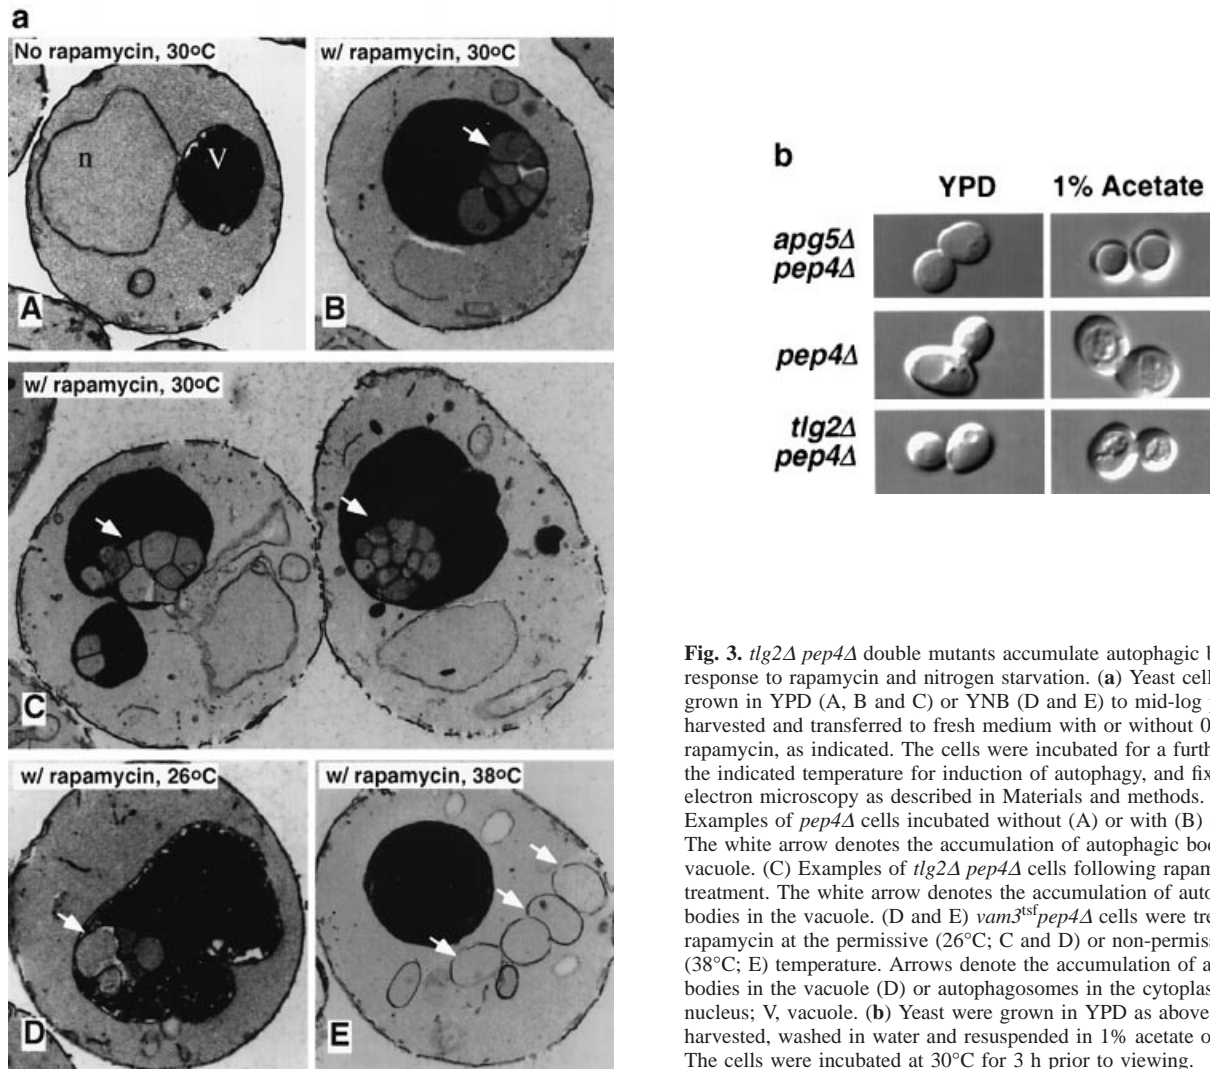 a
No rapamycin, 30oC
w/ rapamycin, 30oC
n
V
A
B
w/ rapamycin, 30oC
C
w/ rapamycin, 26oC
w/ rapamycin, 38oC
D
E
b
YPD 1% Acetate
apg5Δ
pep4Δ
pep4Δ
tlg2Δ
pep4Δ
Fig. 3. tlg2Δ pep4Δ double mutants accumulate autophagic b
response to rapamycin and nitrogen starvation. (a) Yeast cell
grown in YPD (A, B and C) or YNB (D and E) to mid-log
harvested and transferred to fresh medium with or without 0
rapamycin, as indicated. The cells were incubated for a furth
the indicated temperature for induction of autophagy, and fix
electron microscopy as described in Materials and methods.
Examples of pep4Δ cells incubated without (A) or with (B)
The white arrow denotes the accumulation of autophagic bo
vacuole. (C) Examples of tlg2Δ pep4Δ cells following rapam
treatment. The white arrow denotes the accumulation of auto
bodies in the vacuole. (D and E) vam3tsfpep4Δ cells were tre
rapamycin at the permissive (26°C; C and D) or non-permiss
(38°C; E) temperature. Arrows denote the accumulation of a
bodies in the vacuole (D) or autophagosomes in the cytoplas
nucleus; V, vacuole. (b) Yeast were grown in YPD as above
harvested, washed in water and resuspended in 1% acetate o
The cells were incubated at 30°C for 3 h prior to viewing.